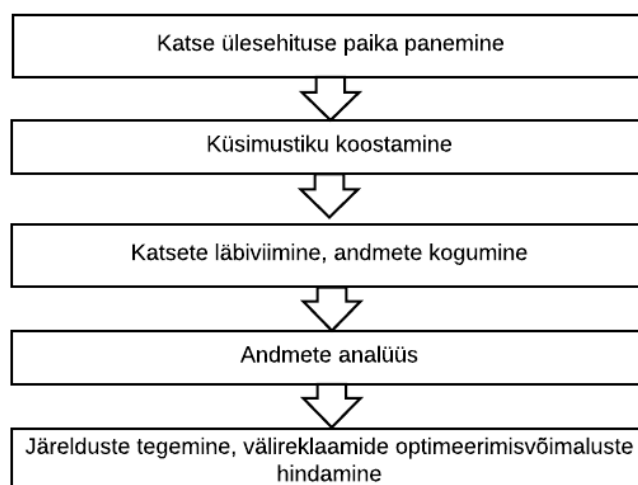 Katse ülesehituse paika panemine
Küsimustiku koostamine
Katsete läbiviimine, andmete kogumine
Andmete analüüs
Järelduste tegemine, välireklaamide optimeerimisvõimaluste
hindamine